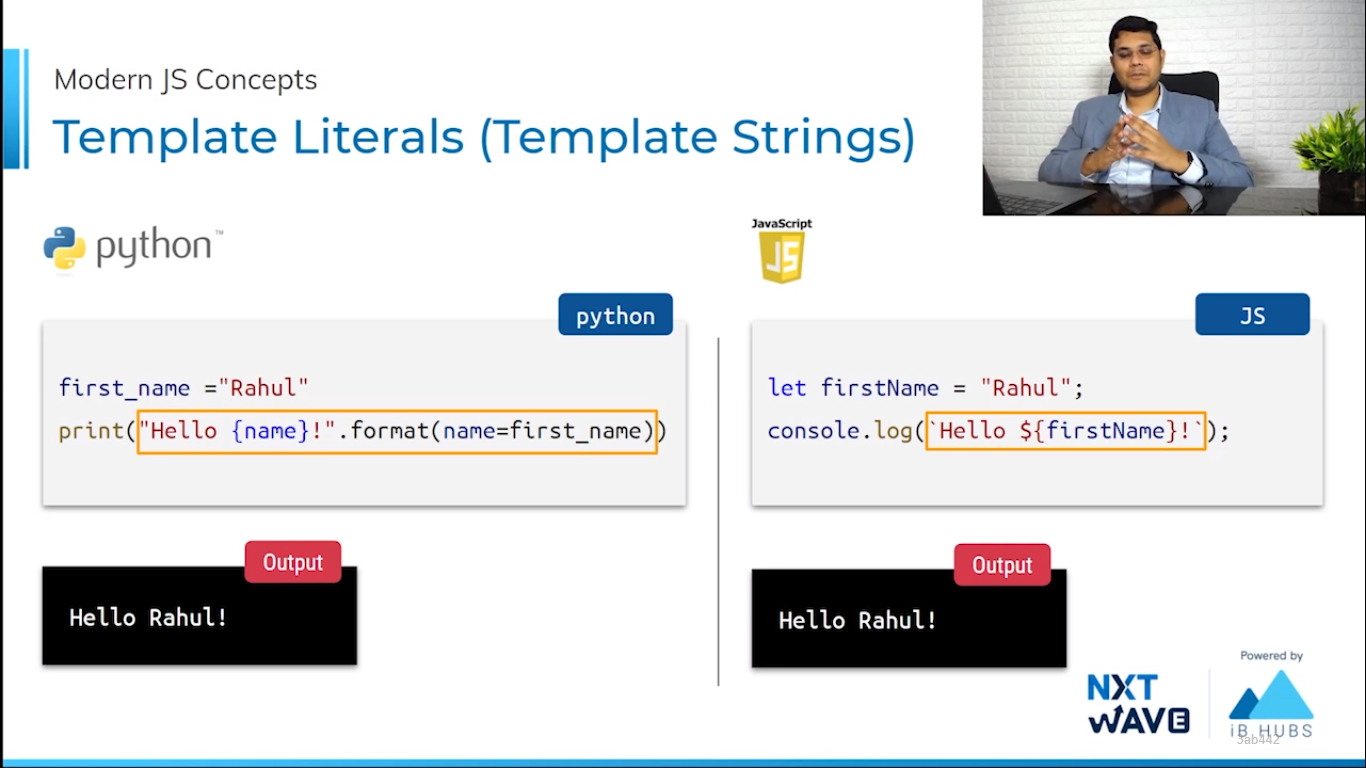 Modern JS Concepts
Template Literals (Template Strings)
python™
JavaScript
JS
python
first_name ="Rahul"
print("Hello {name}!".format(name=first_name))
Output
Hello Rahul!
JS
let firstName = "Rahul";
console.log(`Hello ${firstName}!`);
Output
Hello Rahul!
NXT
WAVE
Powered by
iB HUBS
3ab442